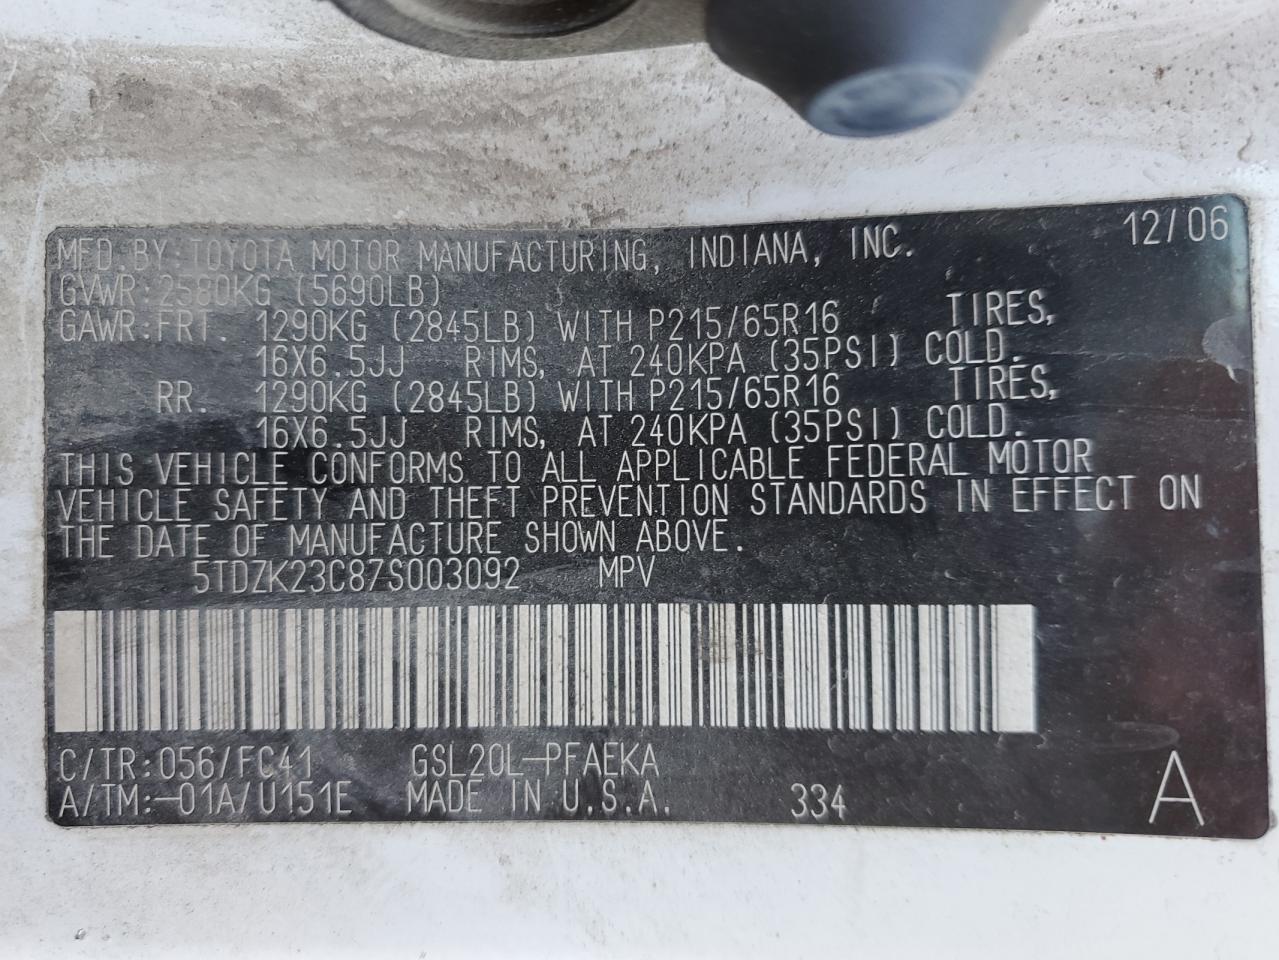 12/06
MFD.BY:TOYOTA MOTOR MANUFACTURING, INDIANA, INC.
GVWR:2580KG (5690LB)
GAWR:FRT. 1290KG (2845LB) WITH P215/65R16 TIRES,
16X6.5JJ RIMS, AT 240KPA (35PSI) COLD.
RR. 1290KG (2845LB) WITH P215/65R16 TIRES,
16X6.5JJ RIMS, AT 240KPA (35PSI) COLD.
THIS VEHICLE CONFORMS TO ALL APPLICABLE FEDERAL MOTOR
VEHICLE SAFETY AND THEFT PREVENTION STANDARDS IN EFFECT ON
THE DATE OF MANUFACTURE SHOWN ABOVE.
5TDZK23C87S003092 MPV
C/TR:056/FC41 GSL20L-PFAEKA
A/TM:-01A/U151E MADE IN U.S.A. 334 A